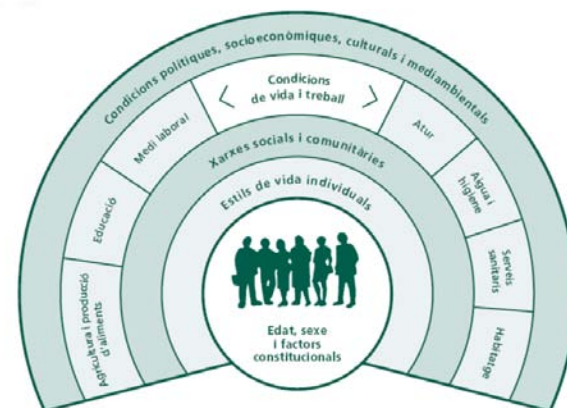 Condicions polítiques, socioeconòmiques, culturals i mediambientals
Condicions
de vida i treball
Medi laboral
Atur
Xarxes socials i comunitàries
Educació
Aigua i
higiene
Estils de vida individuals
Serveis
sanitaris
Agricultura i producció
d'aliments
Habitatge
Edat, sexe
i factors
constitucionals